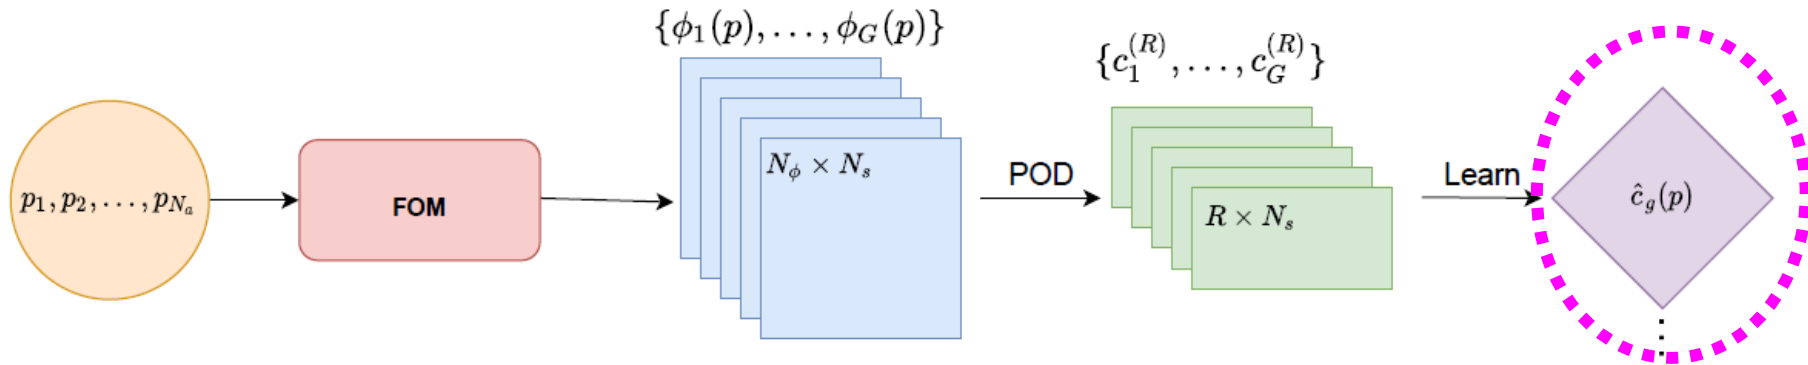 p₁, p₂, ..., p_{N_a}
FOM
{ϕ₁(p), ..., ϕ_G(p)}
N_ϕ × N_s
POD
{c₁^{(R)}, ..., c_G^{(R)}}
R × N_s
Learn
ĉ_g(p)